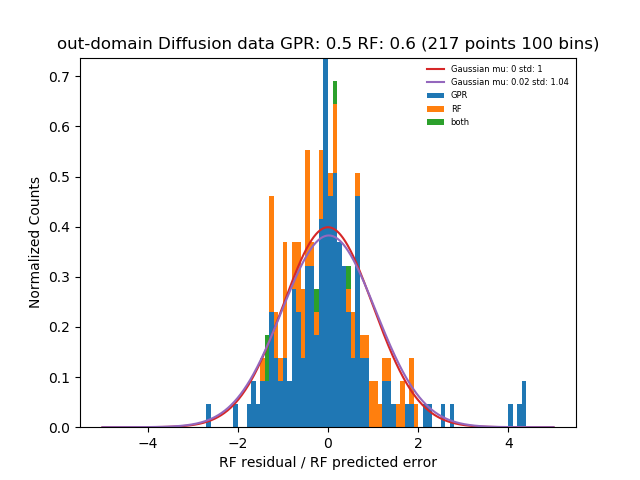 out-domain Diffusion data GPR: 0.5 RF: 0.6 (217 points 100 bins)
Gaussian mu: 0 std: 1
Gaussian mu: 0.02 std: 1.04
GPR
RF
both
Normalized Counts
0.7
0.6
0.5
0.4
0.3
0.2
0.1
0.0
−4 −2 0 2 4
RF residual / RF predicted error